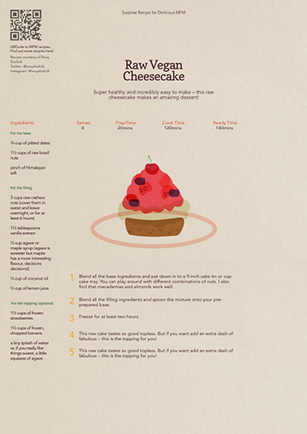 Surprise Recipe for Delicious MFM
QRCode to MFM recipes.
Find out more recipes here!
Recipe courtesy of Roxy
Shahidi
Twitter: @roxyshahidi
Instagram: @roxyshahidi
Raw Vegan
Cheesecake
Super healthy and incredibly easy to make – this raw
cheesecake makes an amazing dessert!
Ingredients
Serves
4
Prep Time
20mins
Cook Time
120mins
Ready Time
140mins
For the base
¾ cup of pitted dates
1½ cups of raw brazil
nuts
pinch of Himalayan
salt
For the filling
3 cups raw cashew
nuts (cover them in
water and leave
overnight, or for at
least 6 hours)
1½ tablespoons
vanilla extract
½ cup agave or
maple syrup (agave is
sweeter but maple
has a more interesting
flavour, decisions
decisions!)
½ cup of coconut oil
½ cup of lemon juice
For the topping (optional)
1½ cups of frozen
strawberries
1½ cups of frozen,
chopped banana
a tiny splash of water
or, if you really like
things sweet, a little
squeeze of agave
1 Blend all the base ingredients and pat down in to a 9-inch cake tin or cup
cake tray. You can play around with different combinations of nuts. I also
find that macadamias and almonds work well.
2 Blend all the filling ingredients and spoon the mixture onto your pre-
prepared base.
3 Freeze for at least two hours.
4 This raw cake tastes so good topless. But if you want add an extra dash of
fabulous – this is the topping for you!
5 This raw cake tastes so good topless. But if you want add an extra dash of
fabulous – this is the topping for you!